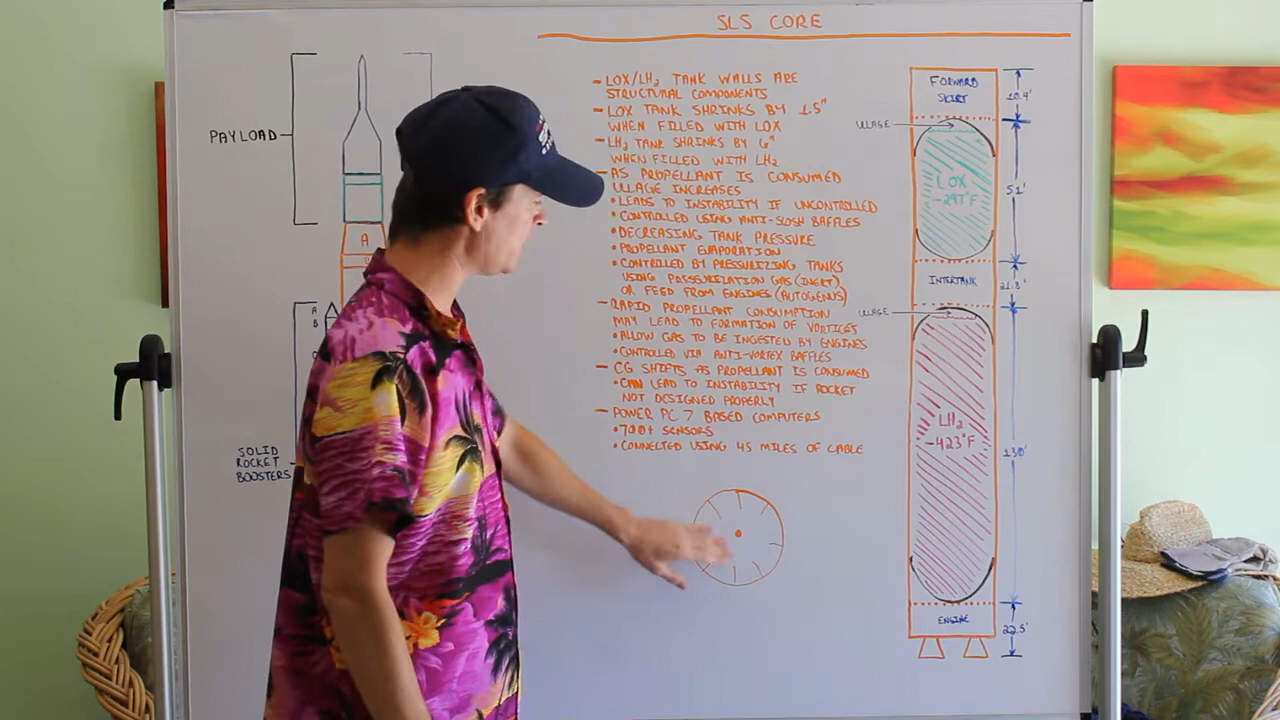 SLS CORE
PAYLOAD
A
A
B
SOLID
ROCKET
BOOSTERS
- LOX/LH2 TANK WALLS ARE
STRUCTURAL COMPONENTS
- LOX TANK SHRINKS BY 1.5"
WHEN FILLED WITH LOX
- LH2 TANK SHRINKS BY 6"
WHEN FILLED WITH LH2
- AS PROPELLANT IS CONSUMED
ULLAGE INCREASES
• LEADS TO INSTABILITY IF UNCONTROLLED
• CONTROLLED USING ANTI-SLOSH BAFFLES
• DECREASING TANK PRESSURE
• PROPELLANT EVAPORATION
• CONTROLLED BY PRESSURIZING TANKS
USING PRESSURIZATION GAS (INERT)
OR FEED FROM ENGINES (AUTOGENUS)
- RAPID PROPELLANT CONSUMPTION
MAY LEAD TO FORMATION OF VORTICES
• ALLOW GAS TO BE INGESTED BY ENGINES
• CONTROLLED VIA ANTI-VORTEX BAFFLES
- CG SHIFTS AS PROPELLANT IS CONSUMED
• CAN LEAD TO INSTABILITY IF ROCKET
NOT DESIGNED PROPERLY
- POWER PC 7 BASED COMPUTERS
• 700+ SENSORS
• CONNECTED USING 45 MILES OF CABLE
FORWARD
SKIRT
10.4'
ULLAGE
LOX
-297°F
51'
INTERTANK
21.8'
ULLAGE
LH2
-423°F
130'
ENGINE
22.5'